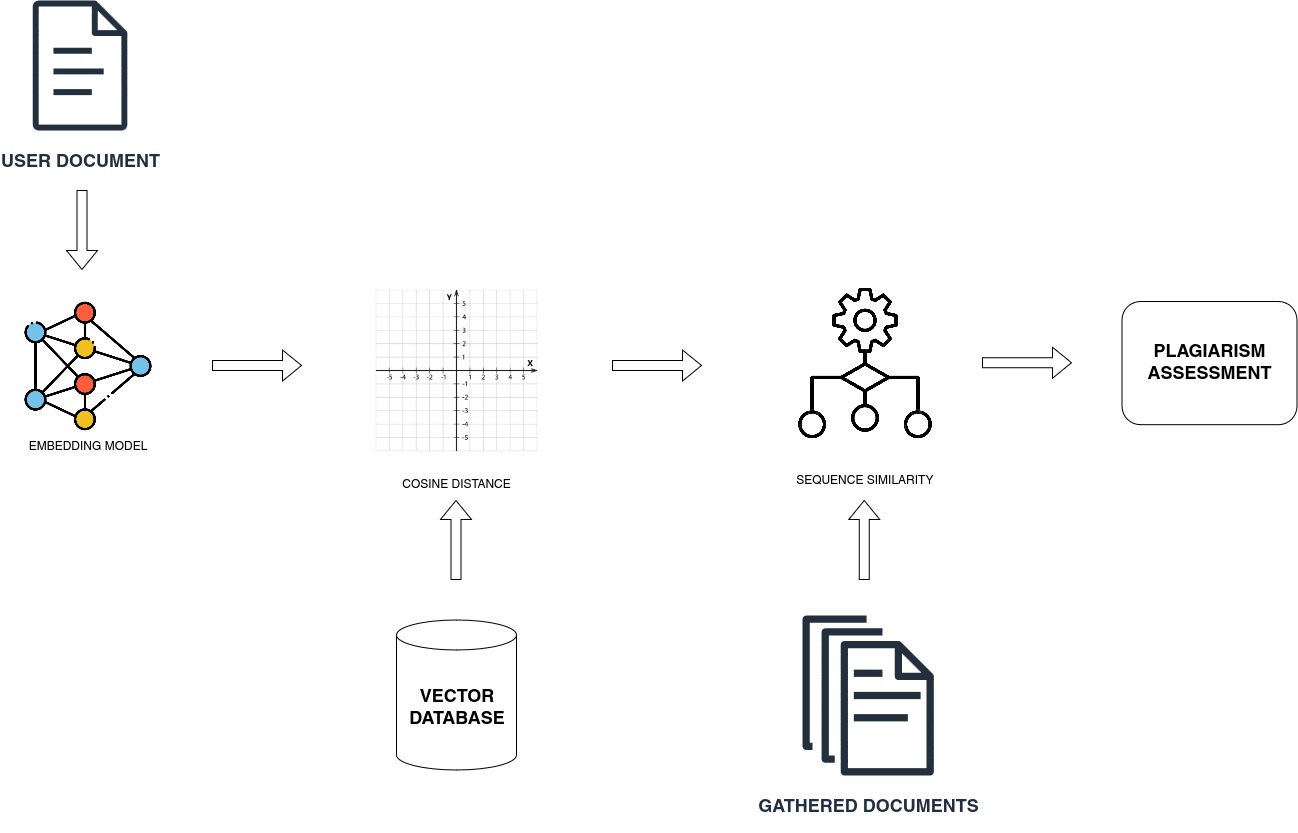 USER DOCUMENT
EMBEDDING MODEL
Y
5
4
3
2
1
X
-5 -4 -3 -2 -1 1 2 3 4 5
-1
-2
-3
-4
-5
COSINE DISTANCE
SEQUENCE SIMILARITY
PLAGIARISM
ASSESSMENT
VECTOR
DATABASE
GATHERED DOCUMENTS